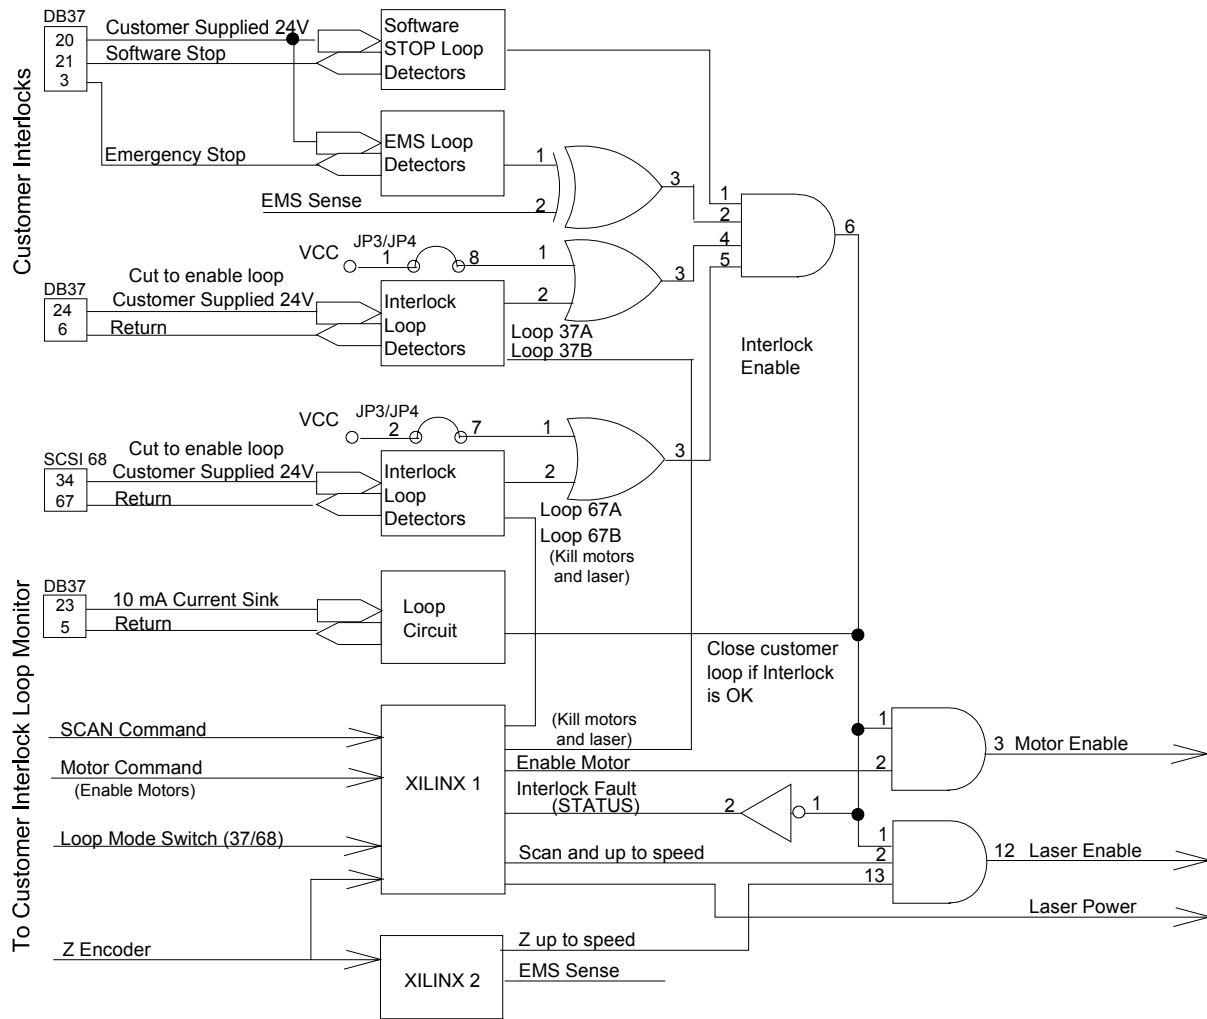 Customer Interlocks
DB37
20
21
3
Customer Supplied 24V
Software Stop
Software
STOP Loop
Detectors
Emergency Stop
EMS Loop
Detectors
1
EMS Sense
2
3
1
2
4
5
6
VCC
JP3/JP4
1
8
1
2
3
Cut to enable loop
DB37
24
6
Customer Supplied 24V
Return
Interlock
Loop
Detectors
Loop 37A
Loop 37B
Interlock
Enable
VCC
JP3/JP4
2
7
1
2
3
Cut to enable loop
SCSI 68
34
67
Customer Supplied 24V
Return
Interlock
Loop
Detectors
Loop 67A
Loop 67B
(Kill motors
and laser)
To Customer Interlock Loop Monitor
DB37
23
5
10 mA Current Sink
Return
Loop
Circuit
Close customer
loop if Interlock
is OK
SCAN Command
Motor Command
(Enable Motors)
Loop Mode Switch (37/68)
Z Encoder
XILINX 1
(Kill motors
and laser)
Enable Motor
Interlock Fault
(STATUS)
2
1
Scan and up to speed
1
2
3 Motor Enable
1
2
13
12 Laser Enable
Laser Power
XILINX 2
Z up to speed
EMS Sense